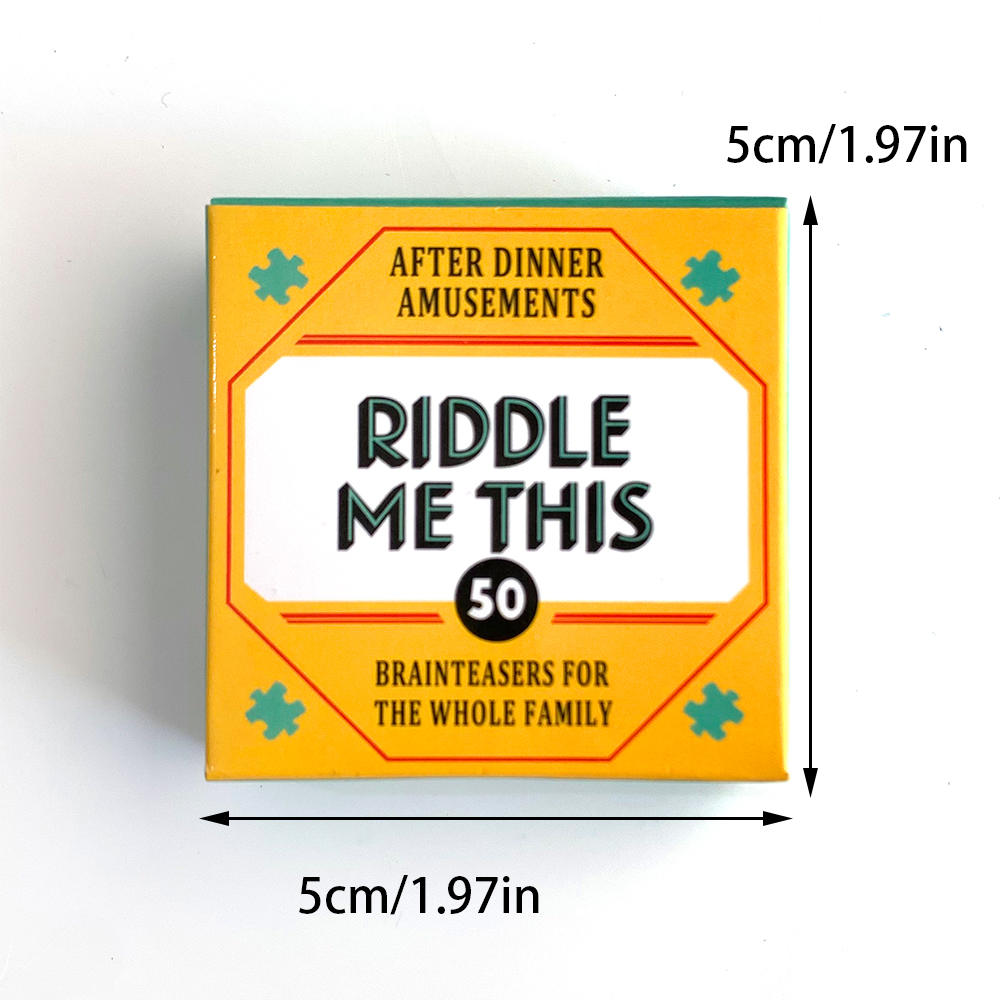 5cm/1.97in
AFTER DINNER
AMUSEMENTS
RIDDLE
ME THIS
50
BRAINTEASERS FOR
THE WHOLE FAMILY
5cm/1.97in